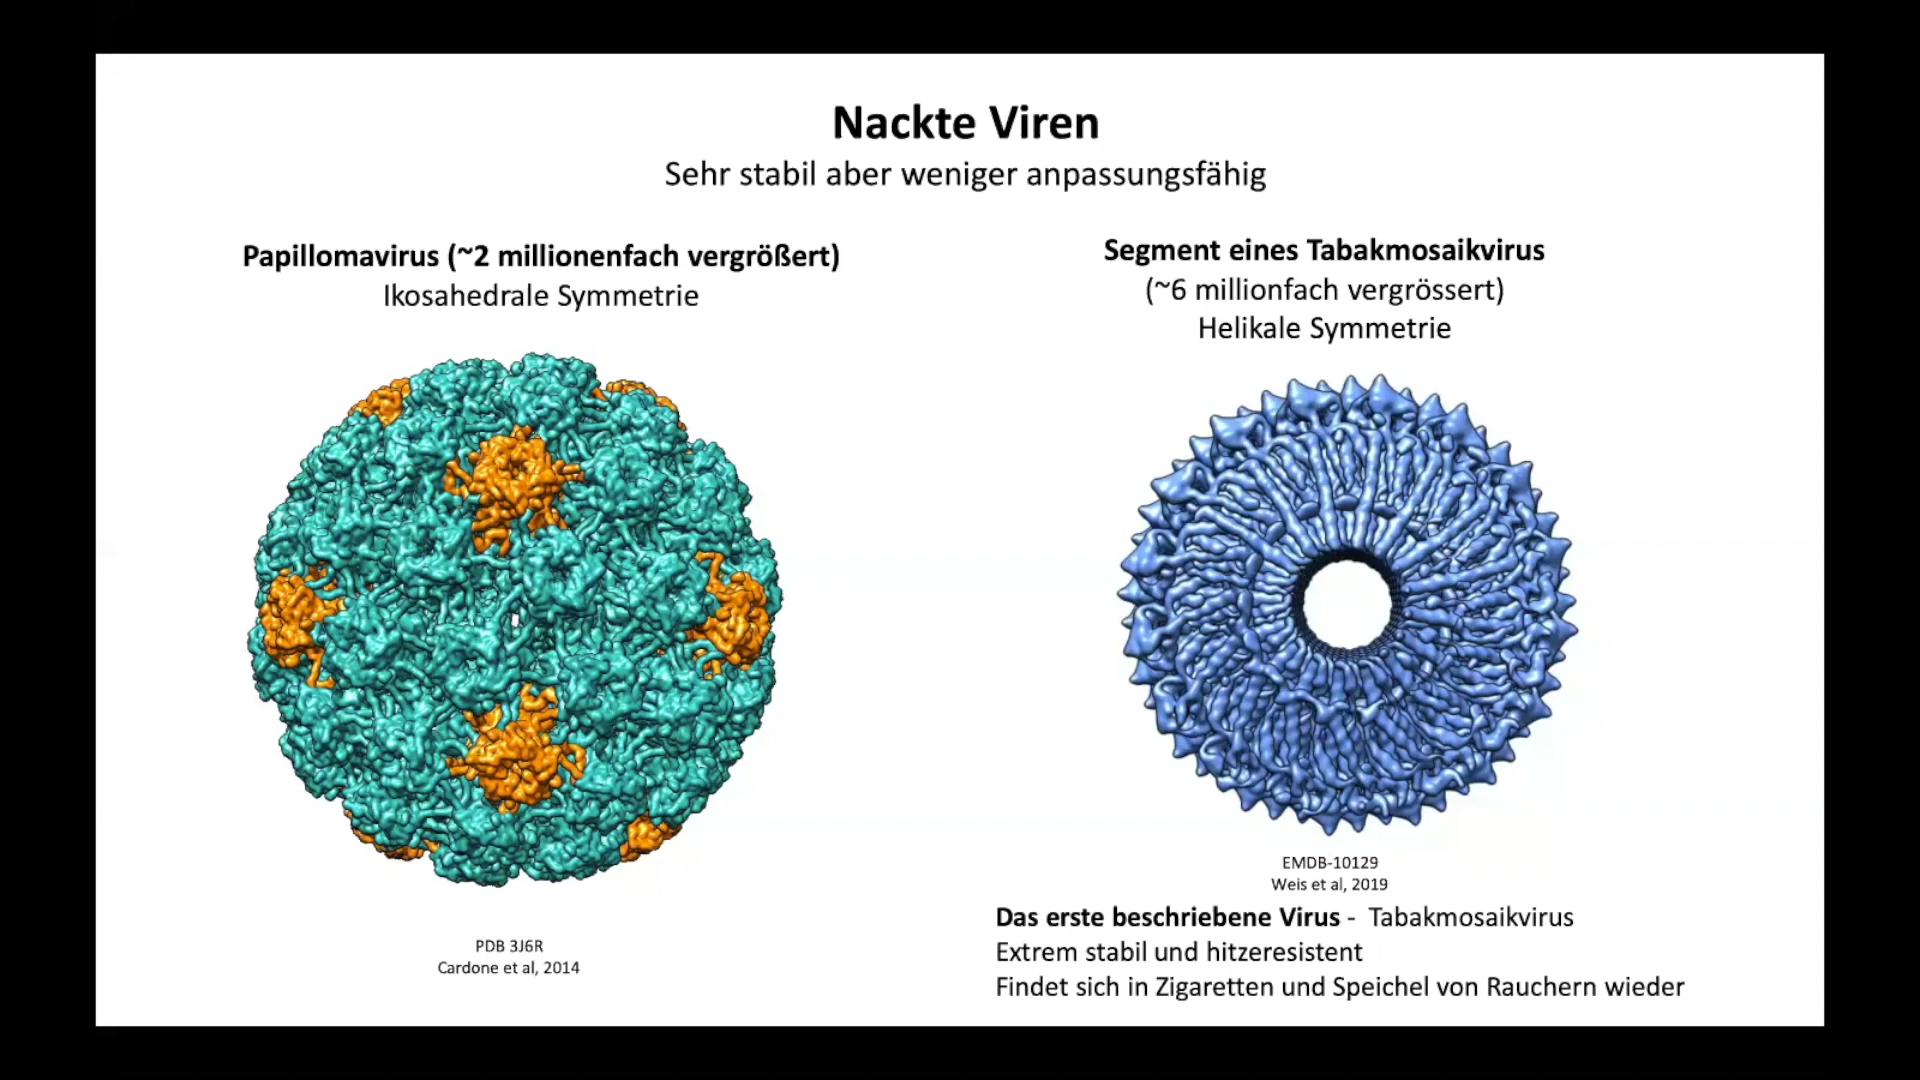 Nackte Viren
Sehr stabil aber weniger anpassungsfähig
Papillomavirus (~2 millionenfach vergrößert)
Ikosahedrale Symmetrie
PDB 3J6R
Cardone et al, 2014
Segment eines Tabakmosaikvirus
(~6 millionfach vergrössert)
Helikale Symmetrie
EMDB-10129
Weis et al, 2019
Das erste beschriebene Virus - Tabakmosaikvirus
Extrem stabil und hitzeresistent
Findet sich in Zigaretten und Speichel von Rauchern wieder